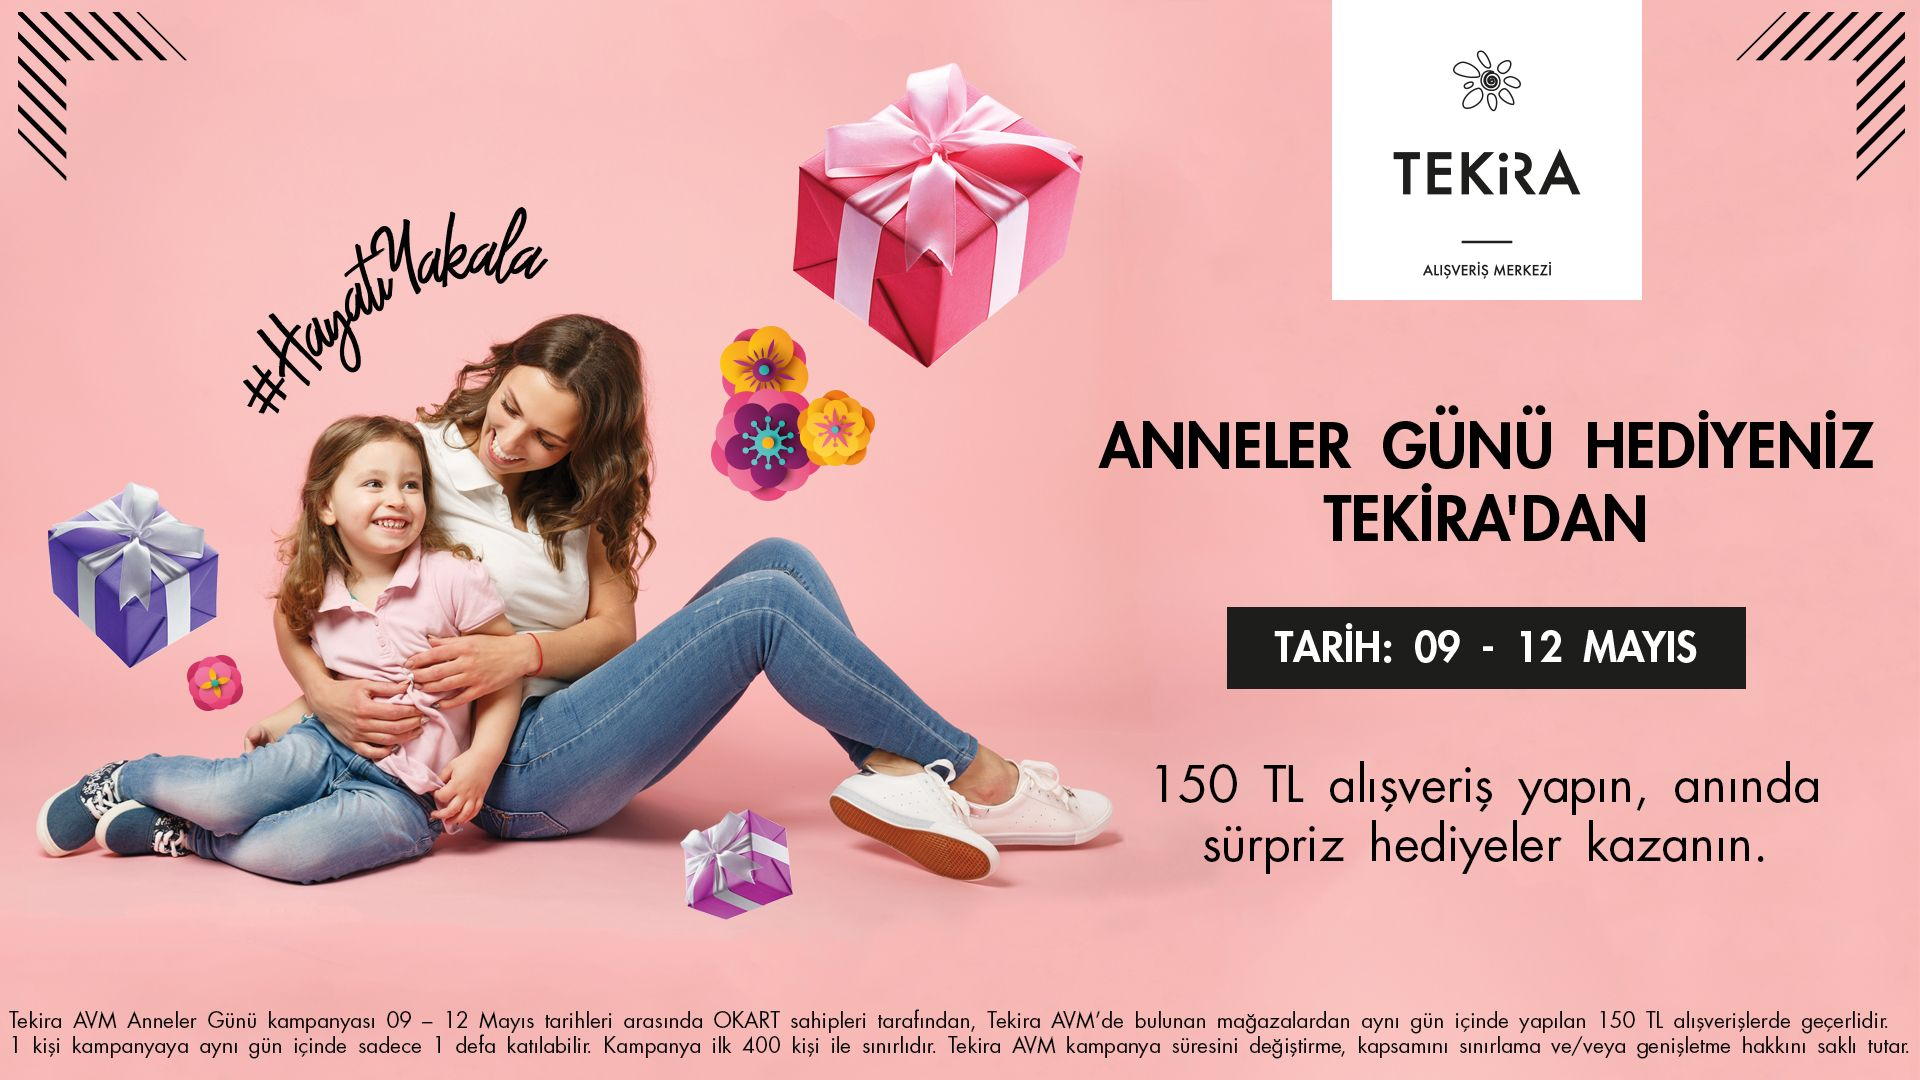 #HayatıYakala
TEKiRA
ALIŞVERİŞ MERKEZİ
ANNELER GÜNÜ HEDİYENİZ
TEKİRA'DAN
TARİH: 09 - 12 MAYIS
150 TL alışveriş yapın, anında
sürpriz hediyeler kazanın.
Tekira AVM Anneler Günü kampanyası 09 – 12 Mayıs tarihleri arasında OKART sahipleri tarafından, Tekira AVM’de bulunan mağazalardan aynı gün içinde yapılan 150 TL alışverişlerde geçerlidir.
1 kişi kampanyaya aynı gün içinde sadece 1 defa katılabilir. Kampanya ilk 400 kişi ile sınırlıdır. Tekira AVM kampanya süresini değiştirme, kapsamını sınırlama ve/veya genişletme hakkını saklı tutar.